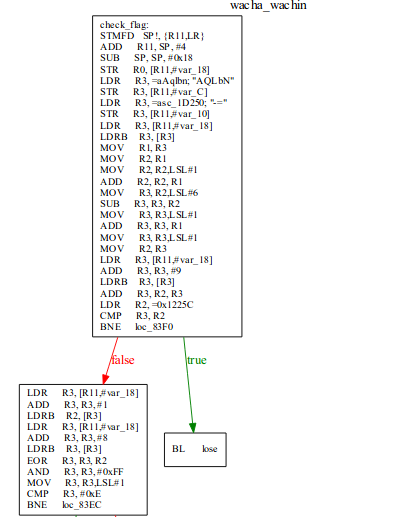 wacha_wachin
check_flag:
STMFD SP!, {R11,LR}
ADD R11, SP, #4
SUB SP, SP, #0x18
STR R0, [R11,#var_18]
LDR R3, =aAqlbn; "AQLbN"
STR R3, [R11,#var_C]
LDR R3, =asc_1D250; "-="
STR R3, [R11,#var_10]
LDR R3, [R11,#var_18]
LDRB R3, [R3]
MOV R1, R3
MOV R2, R1
MOV R2, R2,LSL#1
ADD R2, R2, R1
MOV R3, R2,LSL#6
SUB R3, R3, R2
MOV R3, R3,LSL#1
ADD R3, R3, R1
MOV R3, R3,LSL#1
MOV R2, R3
LDR R3, [R11,#var_18]
ADD R3, R3, #9
LDRB R3, [R3]
ADD R3, R2, R3
LDR R2, =0x1225C
CMP R3, R2
BNE loc_83F0
false
true
LDR R3, [R11,#var_18]
ADD R3, R3, #1
LDRB R2, [R3]
LDR R3, [R11,#var_18]
ADD R3, R3, #8
LDRB R3, [R3]
EOR R3, R3, R2
AND R3, R3, #0xFF
MOV R3, R3,LSL#1
CMP R3, #0xE
BNE loc_83EC
BL lose